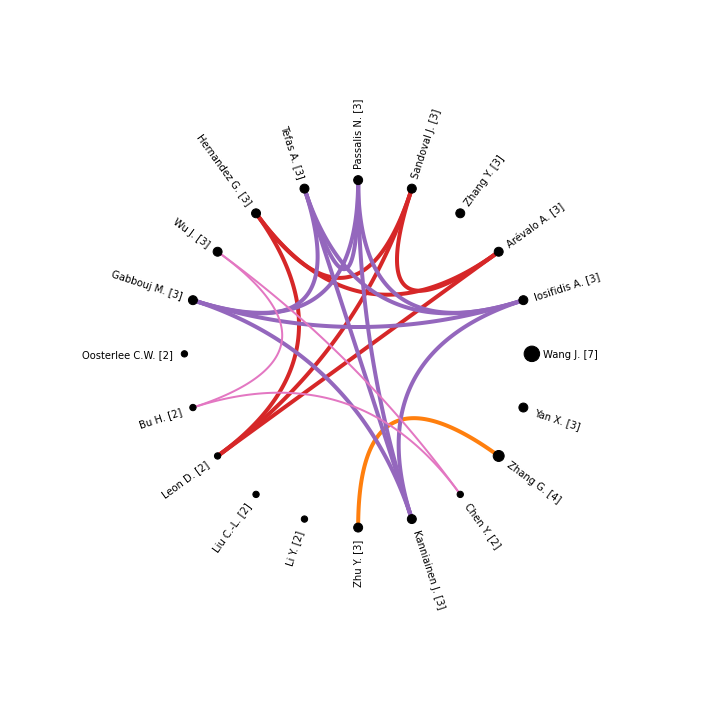 Passalis N. [3]
Sandoval J. [3]
Zhang Y. [3]
Arévalo A. [3]
Iosifidis A. [3]
Wang J. [7]
Yan X. [3]
Zhang G. [4]
Chen Y. [2]
Kanniainen J. [3]
Zhu Y. [3]
Li Y. [2]
Liu C.-L. [2]
Leon D. [2]
Bu H. [2]
Oosterlee C.W. [2]
Gabbouj M. [3]
Wu J. [3]
Hernandez G. [3]
Tefas A. [3]